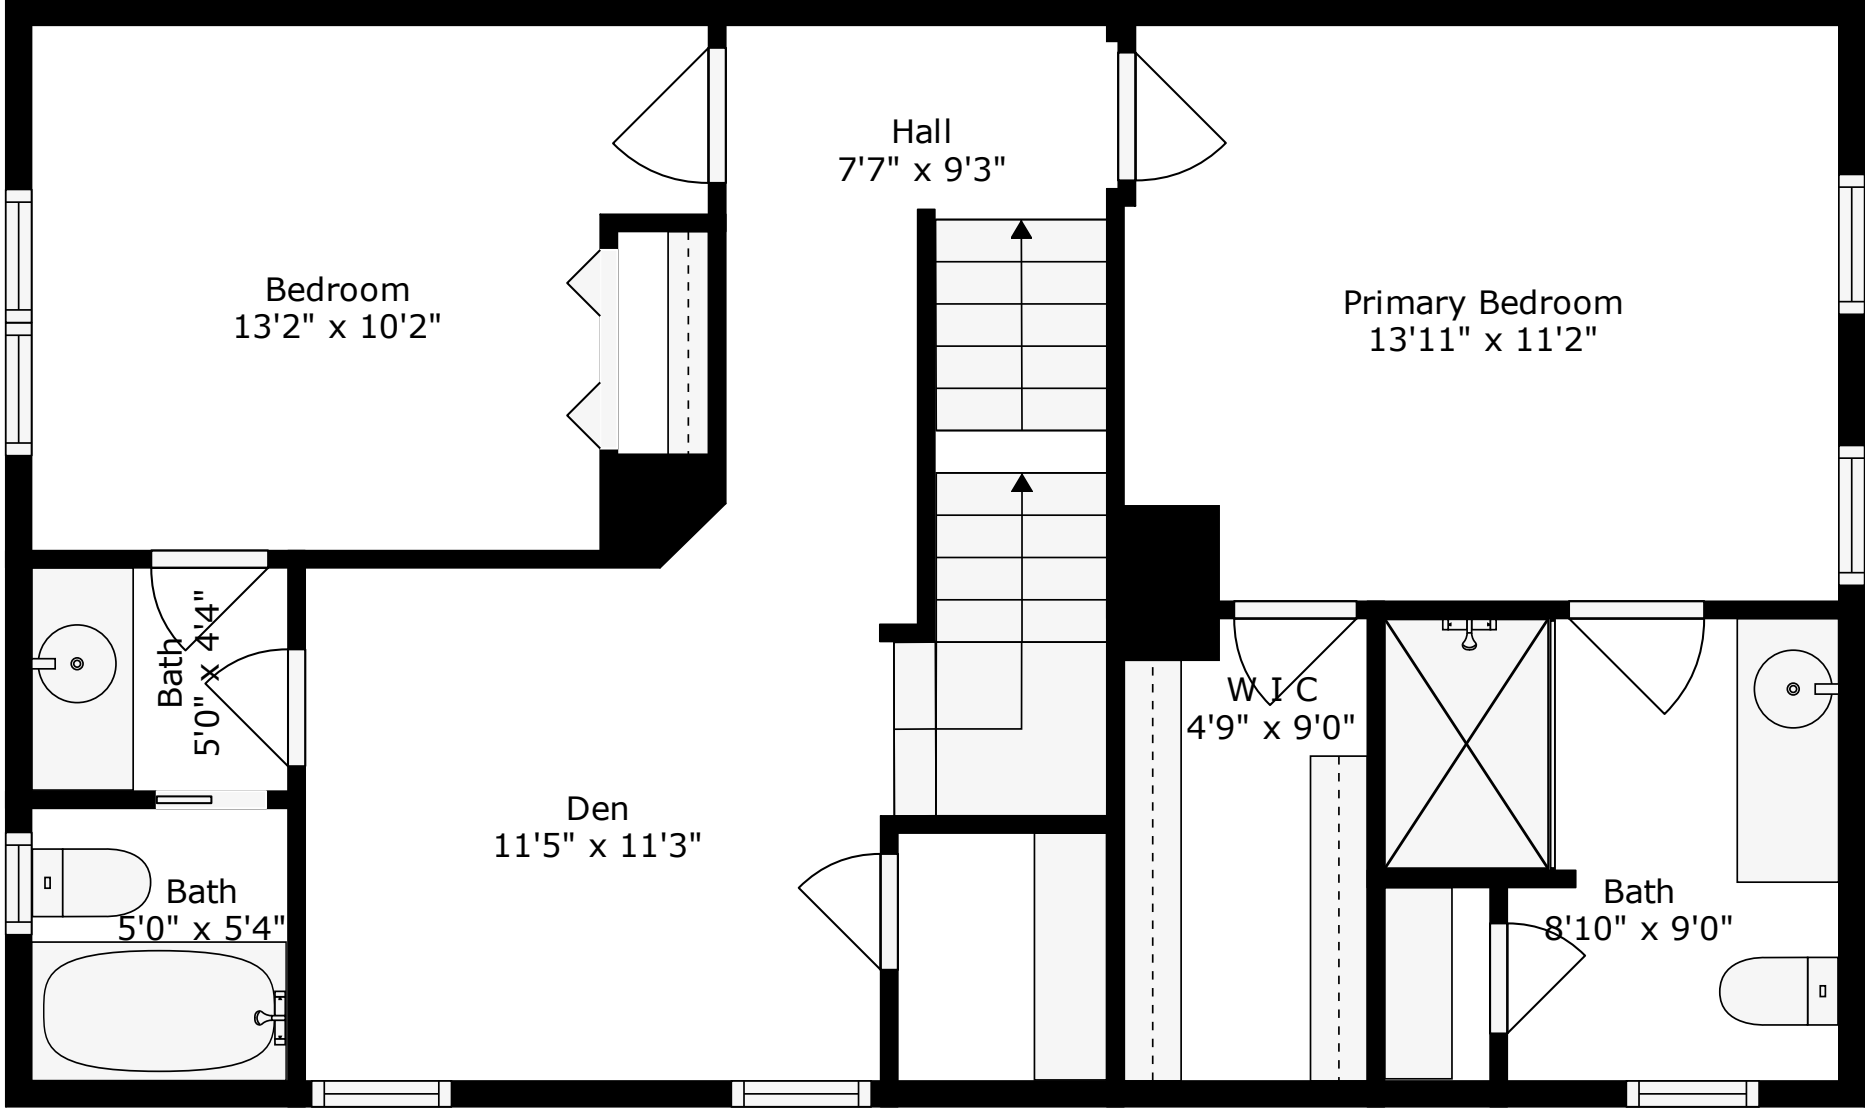 Hall
7'7" x 9'3"
Bedroom
13'2" x 10'2"
Primary Bedroom
13'11" x 11'2"
Bath
5'0" x 4'4"
W I C
4'9" x 9'0"
Den
11'5" x 11'3"
Bath
5'0" x 5'4"
Bath
8'10" x 9'0"